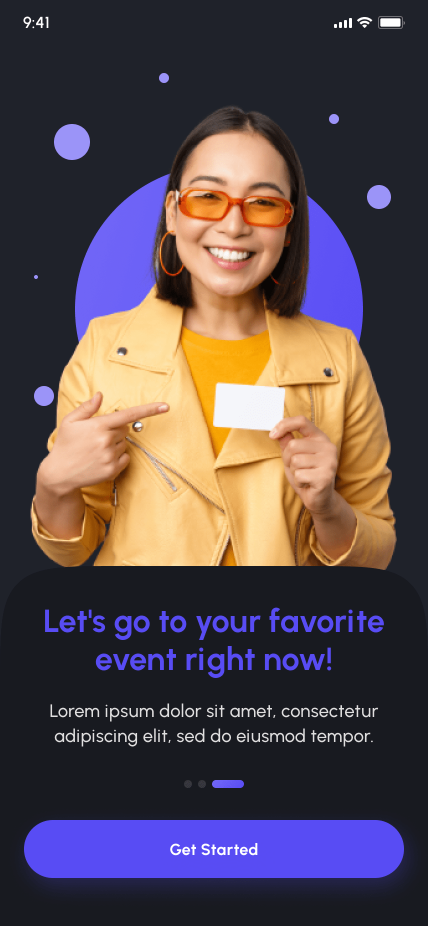 9:41
Let's go to your favorite
event right now!
Lorem ipsum dolor sit amet, consectetur
adipiscing elit, sed do eiusmod tempor.
Get Started